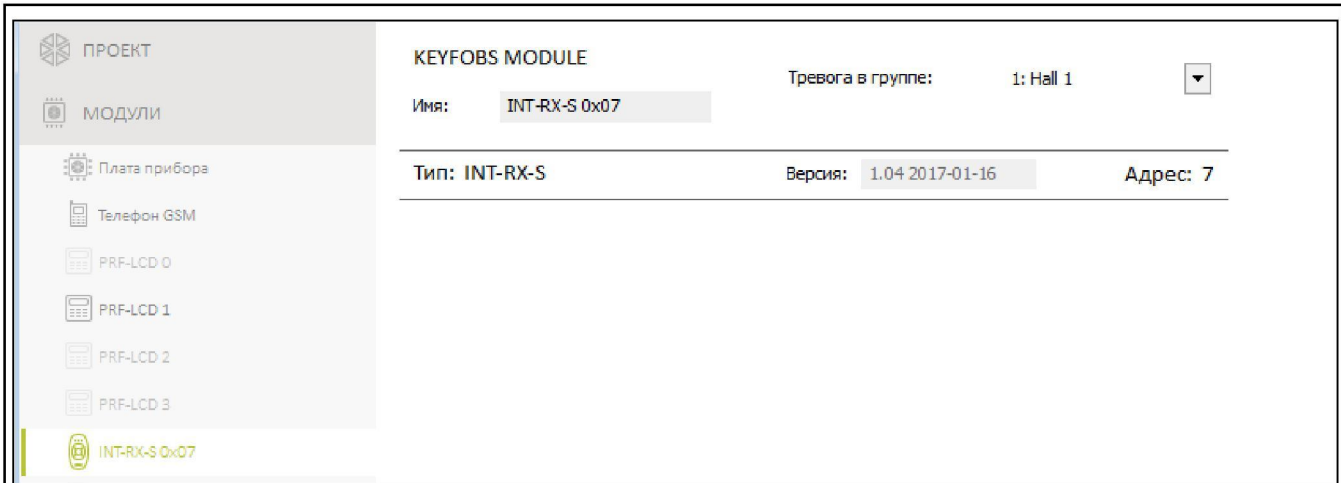 ПРОЕКТ
МОДУЛИ
Плата прибора
Телефон GSM
PRF-LCD 0
PRF-LCD 1
PRF-LCD 2
PRF-LCD 3
INT-RX-S 0x07
KEYFOBS MODULE
Тревога в группе: 1: Hall 1
Имя: INT-RX-S 0x07
Тип: INT-RX-S Версия: 1.04 2017-01-16 Адрес: 7